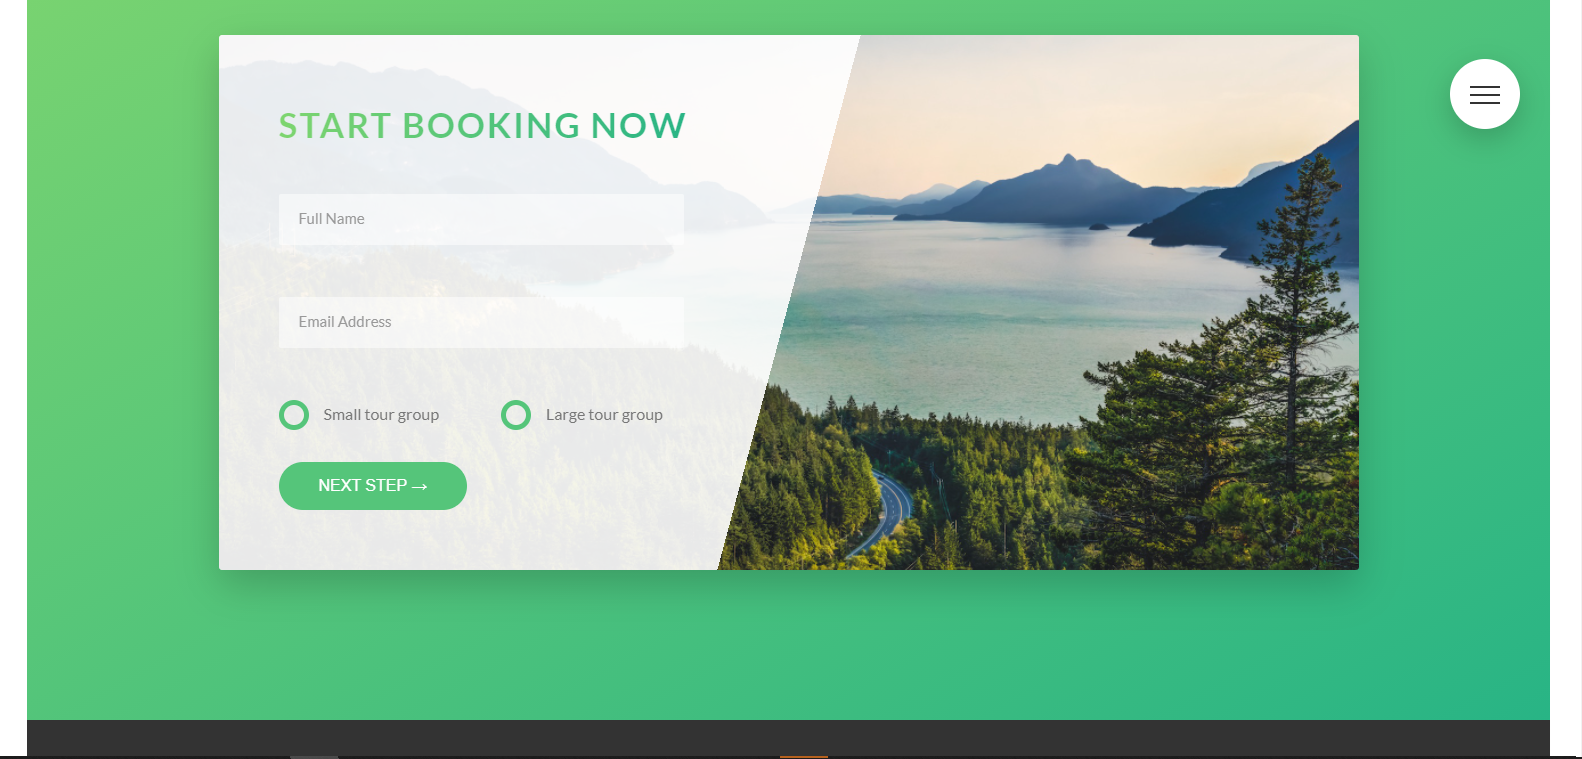 START BOOKING NOW
Full Name
Email Address
Small tour group
Large tour group
NEXT STEP →